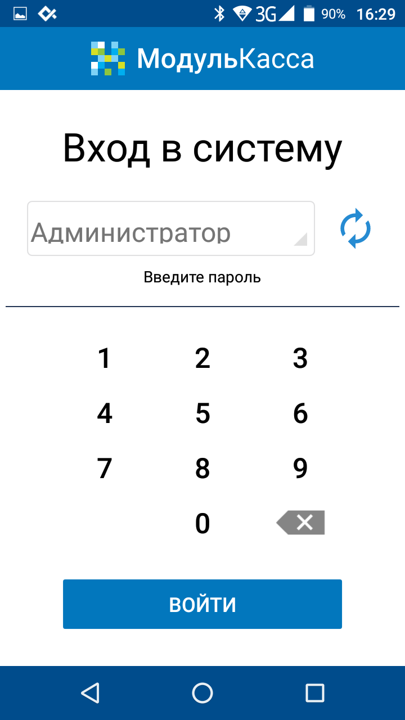 3G 90% 16:29
МодульКасса
Вход в систему
Администратор
Введите пароль
1 2 3
4 5 6
7 8 9
0
ВОЙТИ